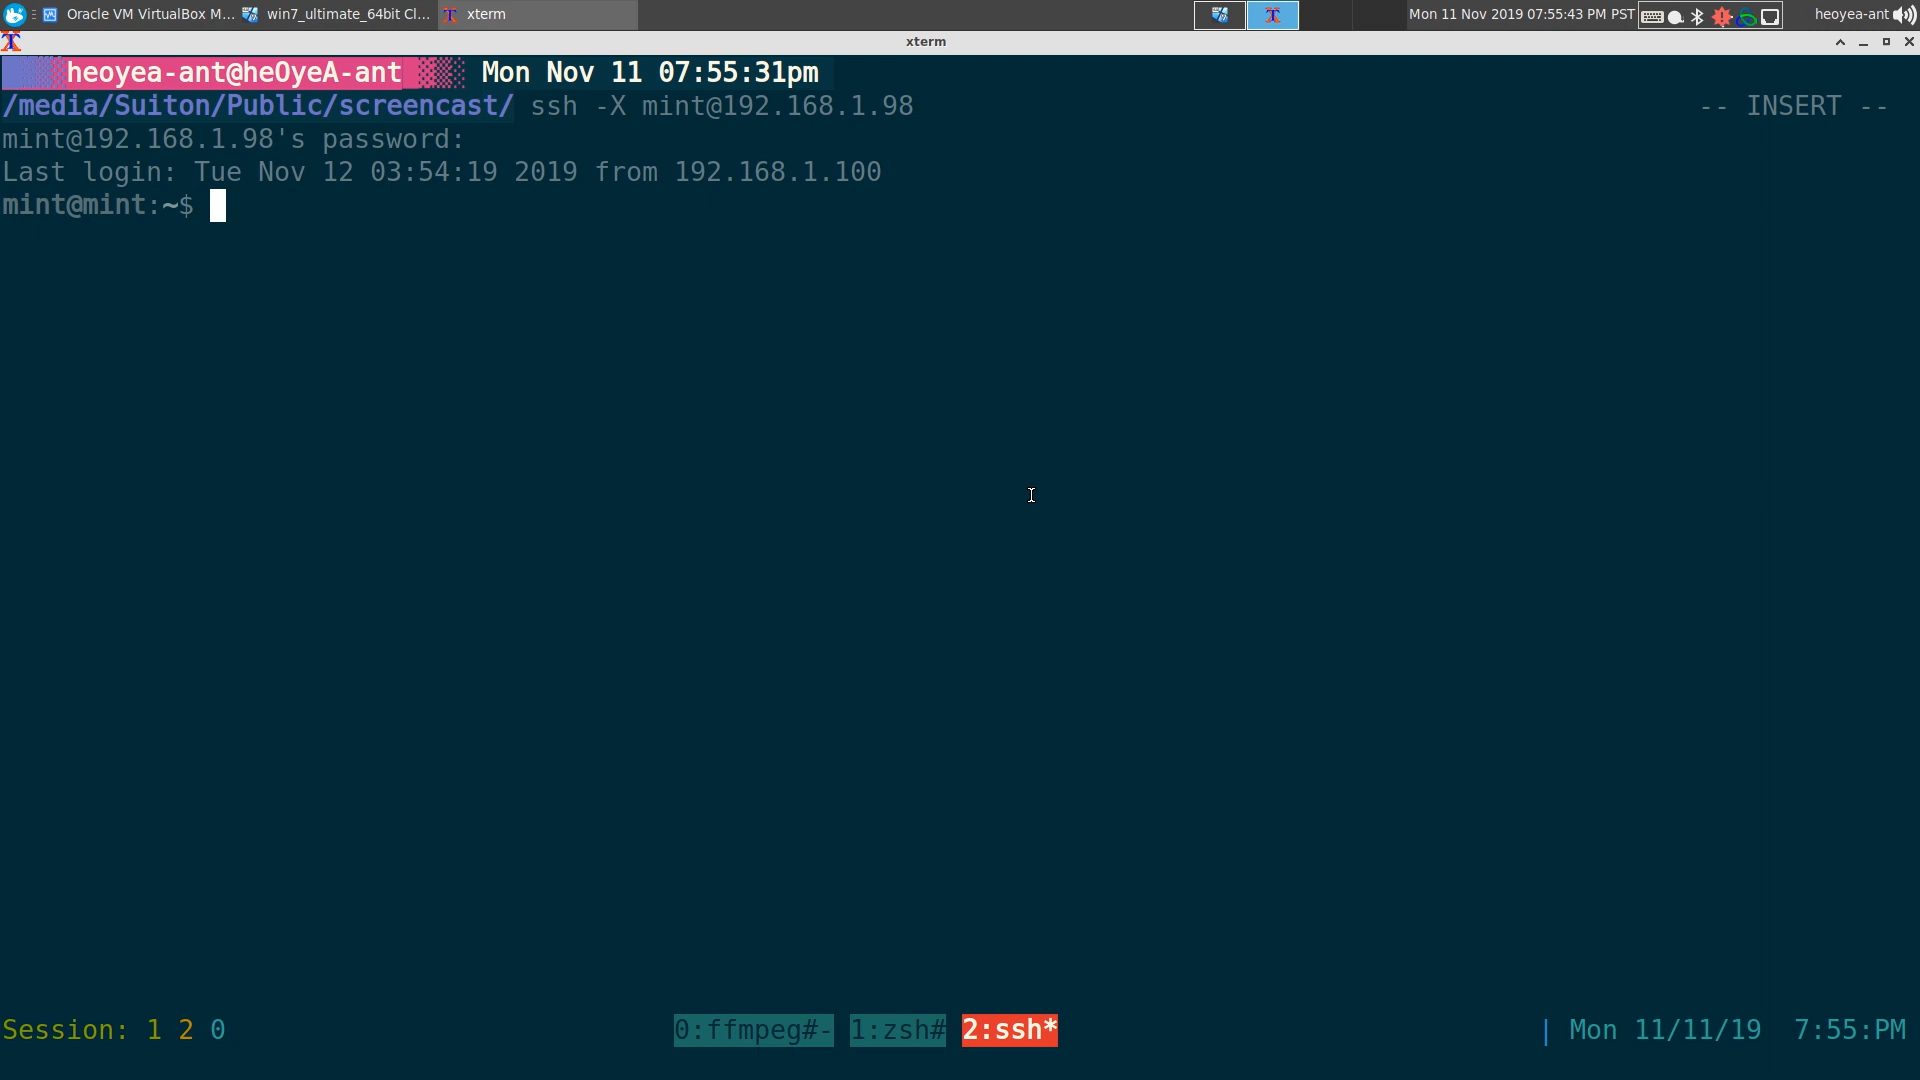 Oracle VM VirtualBox M... win7_ultimate_64bit Cl... xterm Mon 11 Nov 2019 07:55:43 PM PST heoyea-ant
xterm
heoyea-ant@heOyeA-ant Mon Nov 11 07:55:31pm
/media/Suiton/Public/screencast/ ssh -X mint@192.168.1.98 -- INSERT --
mint@192.168.1.98's password:
Last login: Tue Nov 12 03:54:19 2019 from 192.168.1.100
mint@mint:~$
Session: 1 2 0 0:ffmpeg#- 1:zsh# 2:ssh* | Mon 11/11/19 7:55:PM